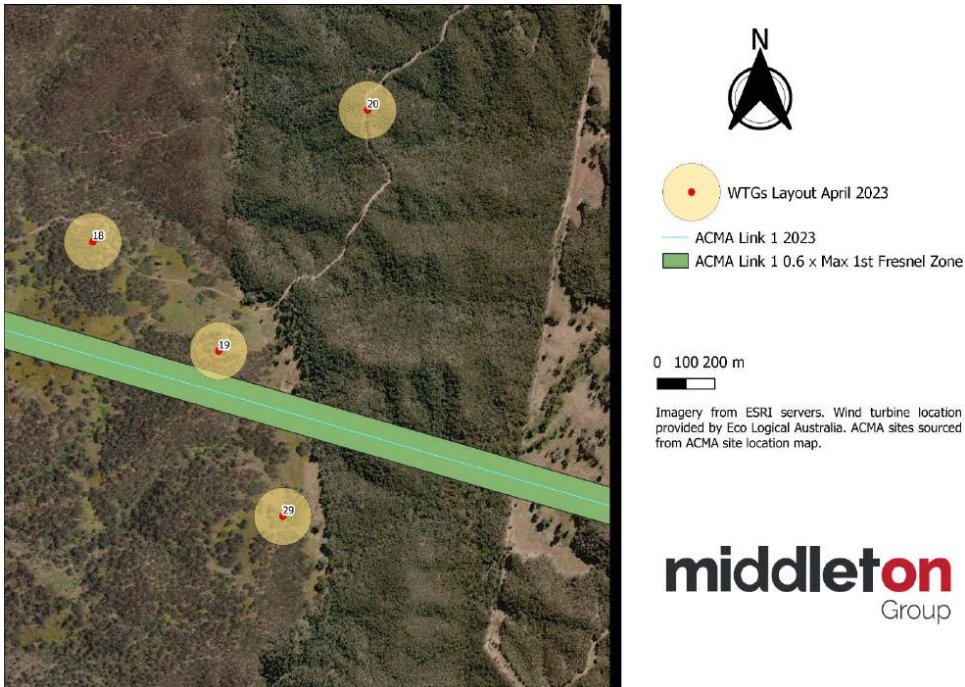 20
18
19
29
N
WTGs Layout April 2023
ACMA Link 1 2023
ACMA Link 1 0.6 x Max 1st Fresnel Zone
0 100 200 m
Imagery from ESRI servers. Wind turbine location
provided by Eco Logical Australia. ACMA sites sourced
from ACMA site location map.
middleton
Group